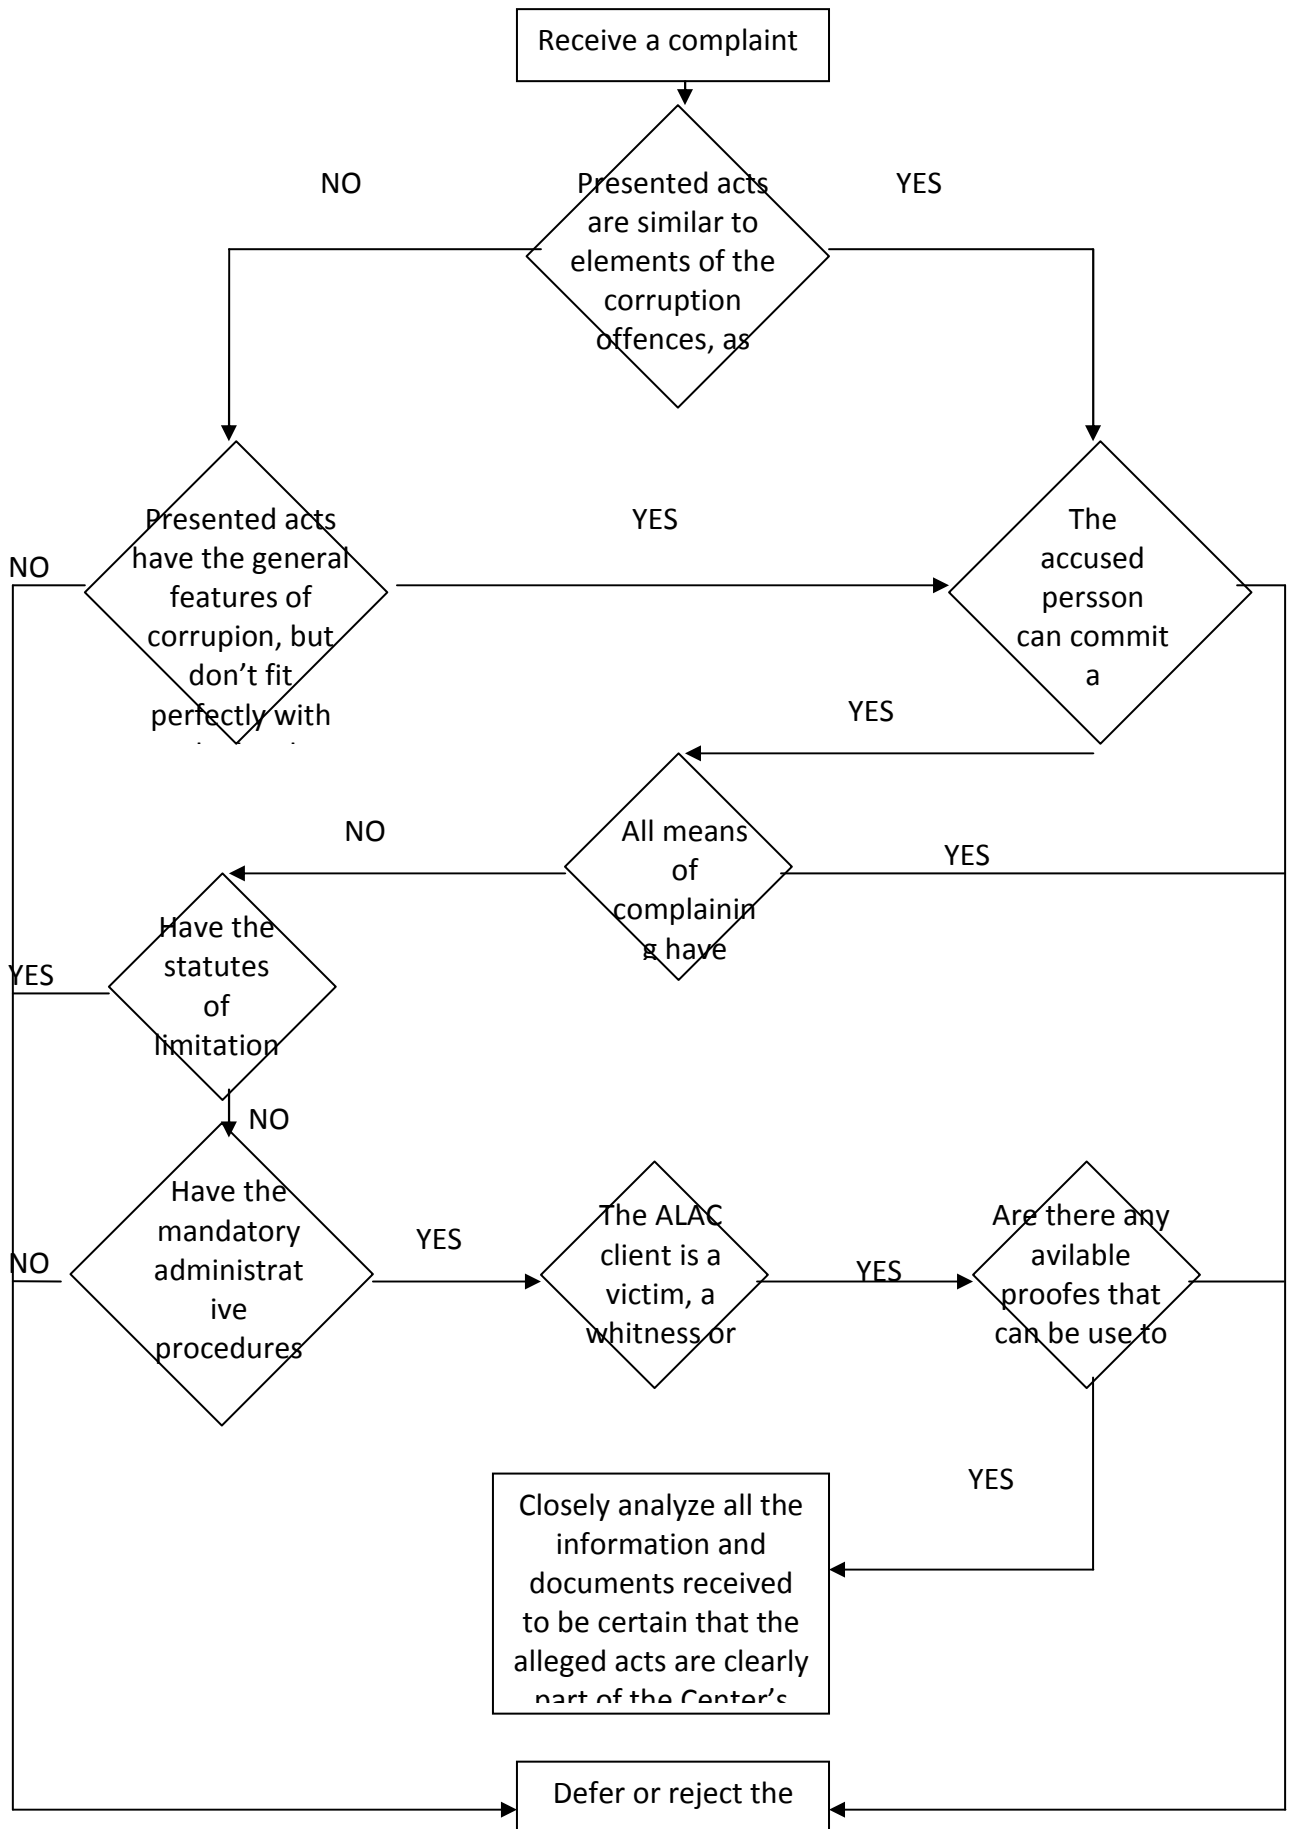 Receive a complaint
NO
YES
Presented acts
are similar to
elements of the
corruption
offences, as
Presented acts
have the general
features of
corrupion, but
don't fit
perfectly with
NO
YES
The
accused
persson
can commit
a
YES
NO
All means
of
complainin
g have
YES
Have the
statutes
of
limitation
YES
NO
Have the
mandatory
administrat
ive
procedures
NO
YES
The ALAC
client is a
victim, a
whitness or
YES
Are there any
avilable
proofes that
can be use to
YES
Closely analyze all the
information and
documents received
to be certain that the
alleged acts are clearly
part of the Center's
Defer or reject the